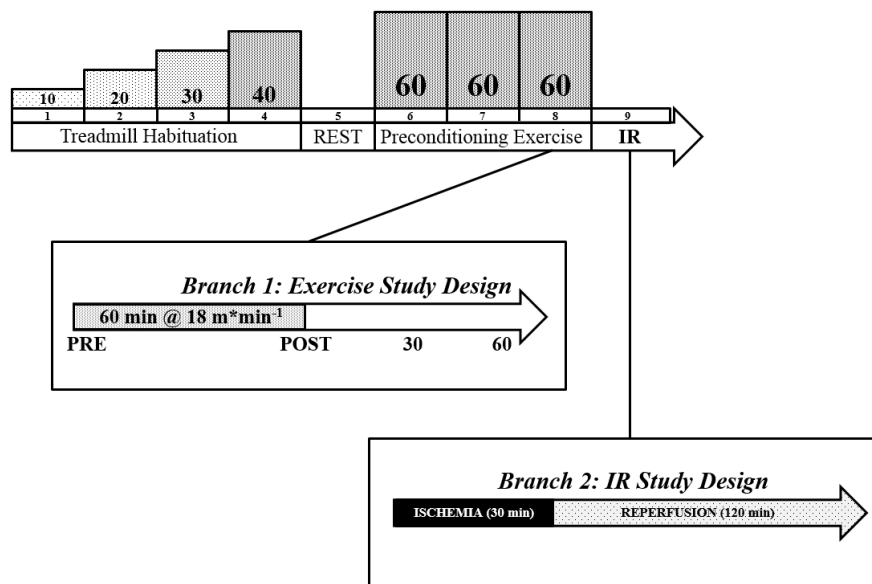 10 20 30 40 60 60 60
1 2 3 4 5 6 7 8 9
Treadmill Habituation REST Preconditioning Exercise IR
Branch 1: Exercise Study Design
60 min @ 18 m*min-1
PRE POST 30 60
Branch 2: IR Study Design
ISCHEMIA (30 min) REPERFUSION (120 min)